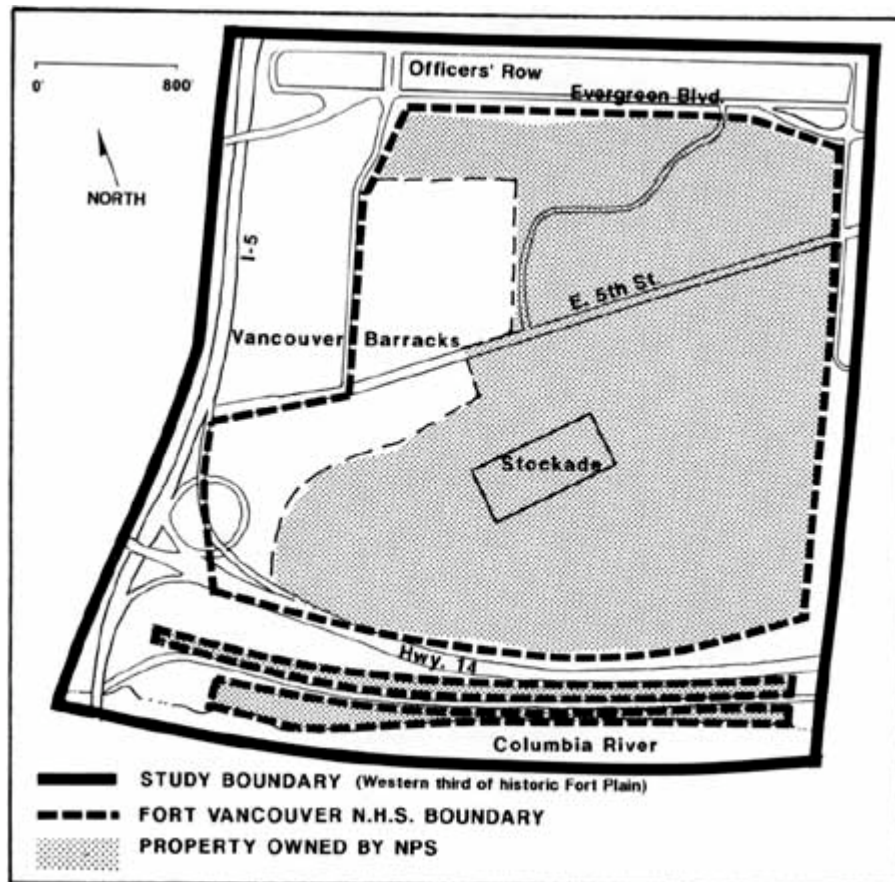 Officers' Row
Evergreen Blvd.
0'
800'
NORTH
I-5
E. 5th St.
Vancouver Barracks
Stockade
Hwy. 14
Columbia River
STUDY BOUNDARY (Western third of historic Fort Plain)
FORT VANCOUVER N.H.S. BOUNDARY
PROPERTY OWNED BY NPS